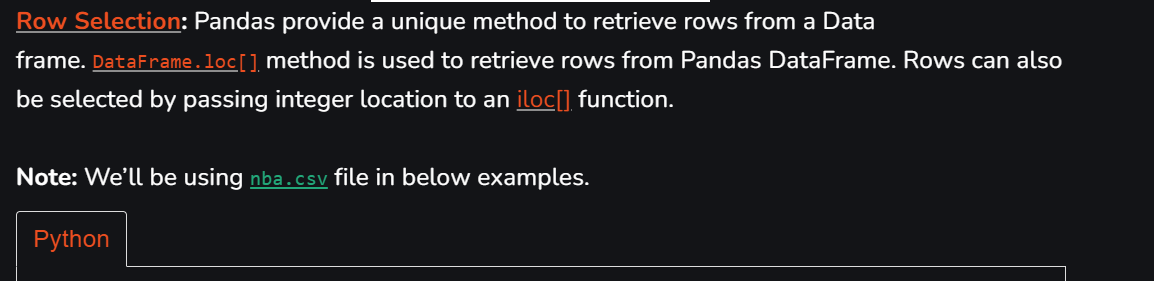 Row Selection: Pandas provide a unique method to retrieve rows from a Data
frame. DataFrame.loc[] method is used to retrieve rows from Pandas DataFrame. Rows can also
be selected by passing integer location to an iloc[] function.
Note: We’ll be using nba.csv file in below examples.
Python